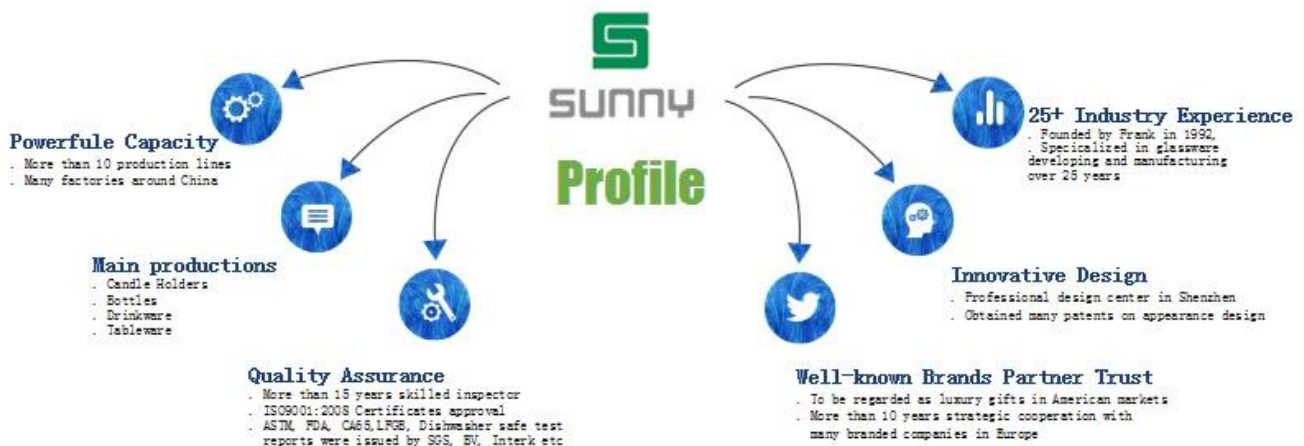 SUNNY
Profile
Powerfule Capacity
. More than 10 production lines
. Many factories around China
Main productions
. Candle Holders
. Bottles
. Drinkware
. Tableware
Quality Assurance
. More than 15 years skilled inspector
. ISO9001:2008 Certificates approval
. ASTM, FDA, CA65,LFGB, Dishwasher safe test
reports were issued by SGS, BV, Interk etc
25+ Industry Experience
. Founded by Frank in 1992,
. Specicalized in glassware
developing and manufacturing
over 25 years
Innovative Design
. Professional design center in Shenzhen
. Obtained many patents on appearance design
Well-known Brands Partner Trust
. To be regarded as luxury gifts in American markets
. More than 10 years strategic cooperation with
many branded companies in Europe